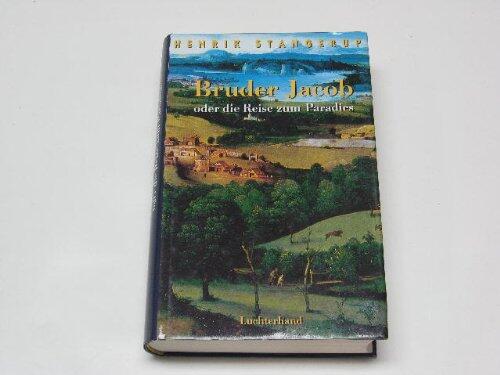 HENRIK STANGERUP
Bruder Jacob
oder die Reise zum Paradies
Luchterhand